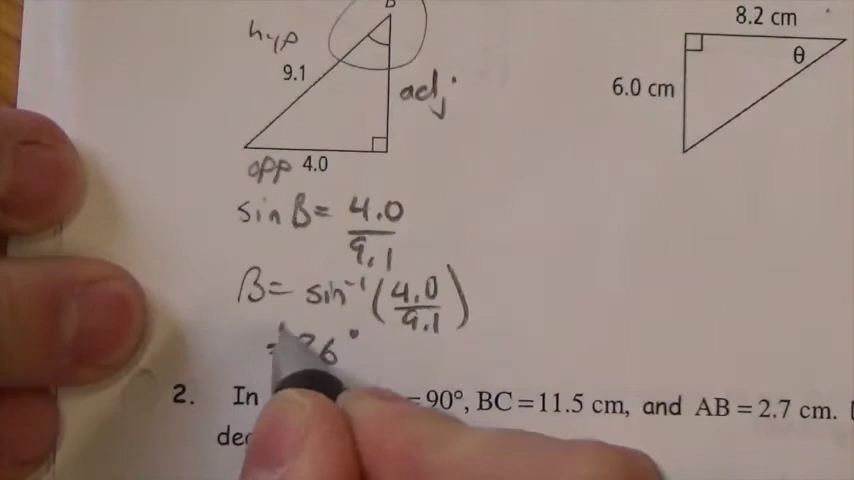 B
hyp
9.1
adj
opp 4.0
8.2 cm
θ
6.0 cm
sin B = 4.0/9.1
B = sin⁻¹ (4.0/9.1)
= 26°
2. In = 90°, BC = 11.5 cm, and AB = 2.7 cm.